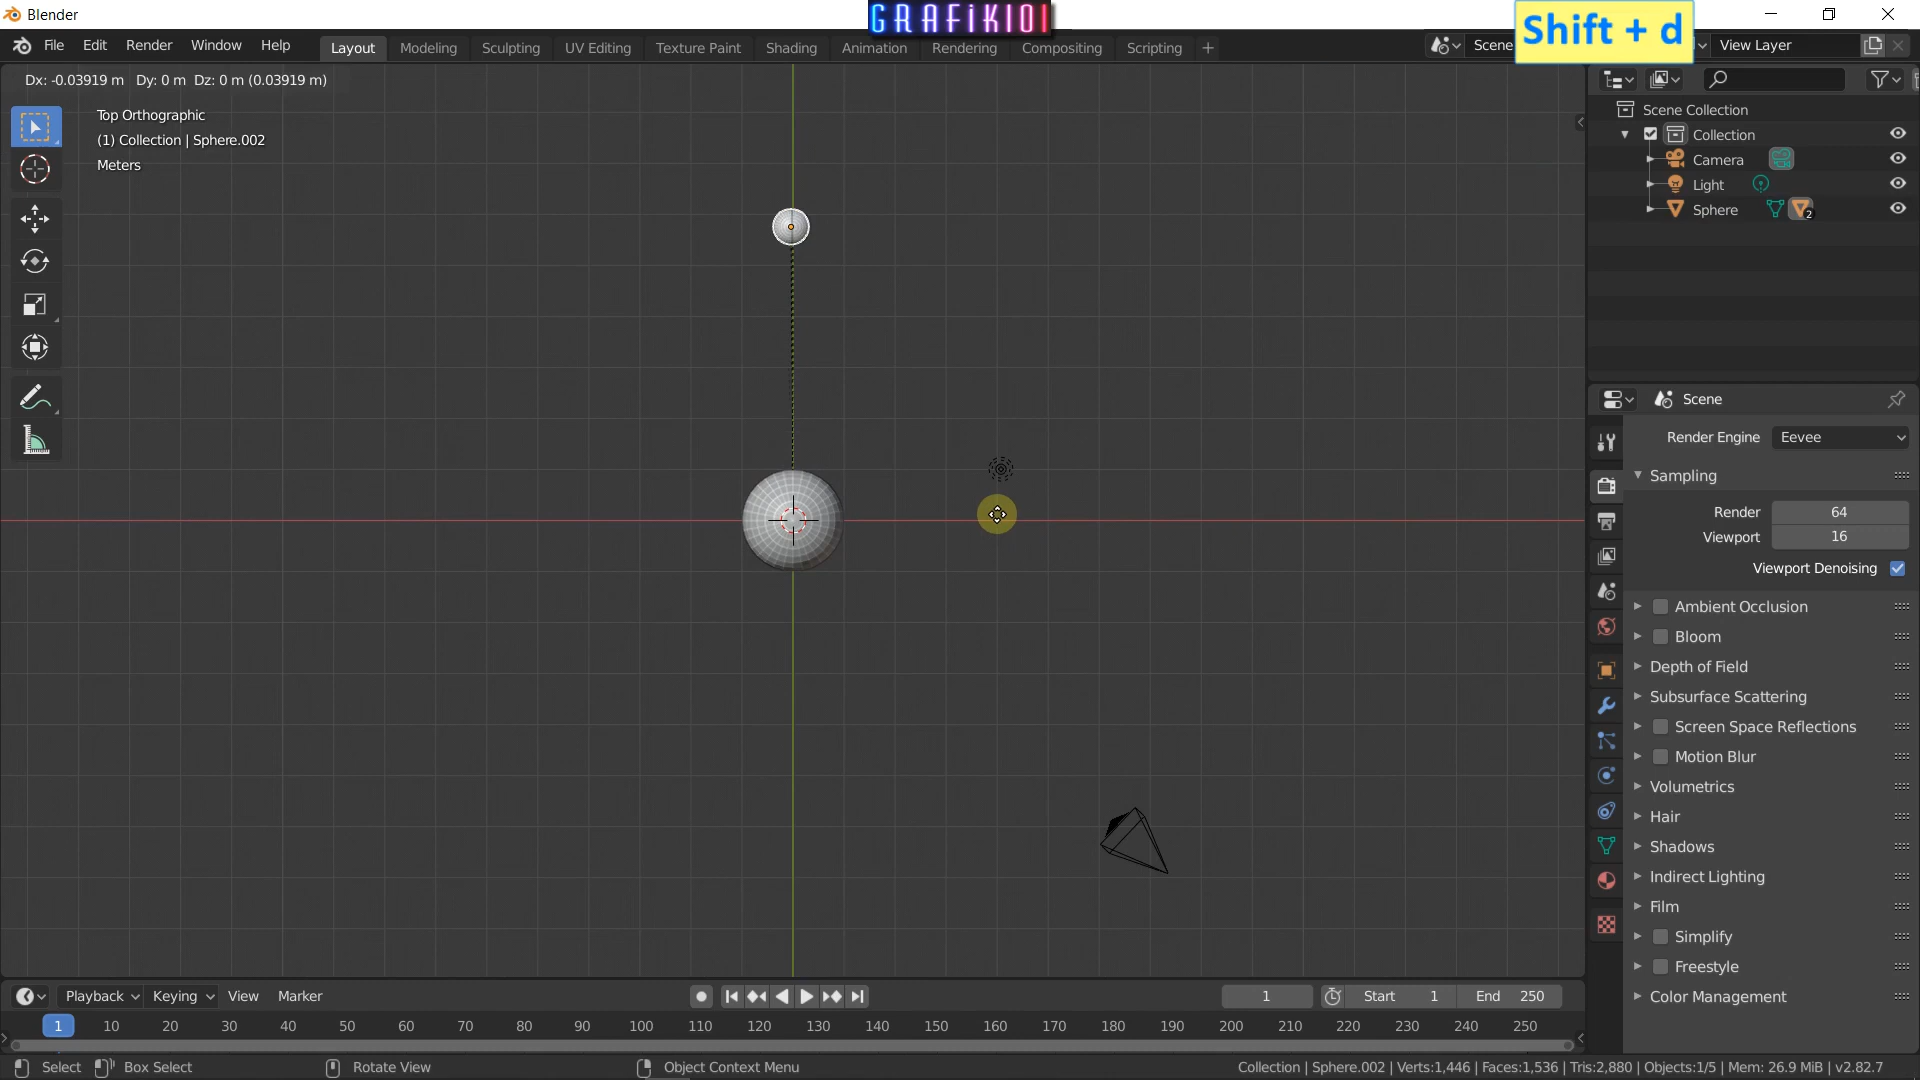 Blender
GRAFiK101
Shift + d
File Edit Render Window Help
Layout Modeling Sculpting UV Editing Texture Paint Shading Animation Rendering Compositing Scripting +
Scene
View Layer
Dx: -0.03919 m Dy: 0 m Dz: 0 m (0.03919 m)
Top Orthographic
(1) Collection | Sphere.002
Meters
Scene Collection
Collection
Camera
Light
Sphere
2
Scene
Render Engine Eevee
Sampling
Render 64
Viewport 16
Viewport Denoising
Ambient Occlusion
Bloom
Depth of Field
Subsurface Scattering
Screen Space Reflections
Motion Blur
Volumetrics
Hair
Shadows
Indirect Lighting
Film
Simplify
Freestyle
Color Management
Playback Keying View Marker
1
Start 1
End 250
1 10 20 30 40 50 60 70 80 90 100 110 120 130 140 150 160 170 180 190 200 210 220 230 240 250
Select Box Select Rotate View Object Context Menu
Collection | Sphere.002 | Verts:1,446 | Faces:1,536 | Tris:2,880 | Objects:1/5 | Mem: 26.9 MiB | v2.82.7